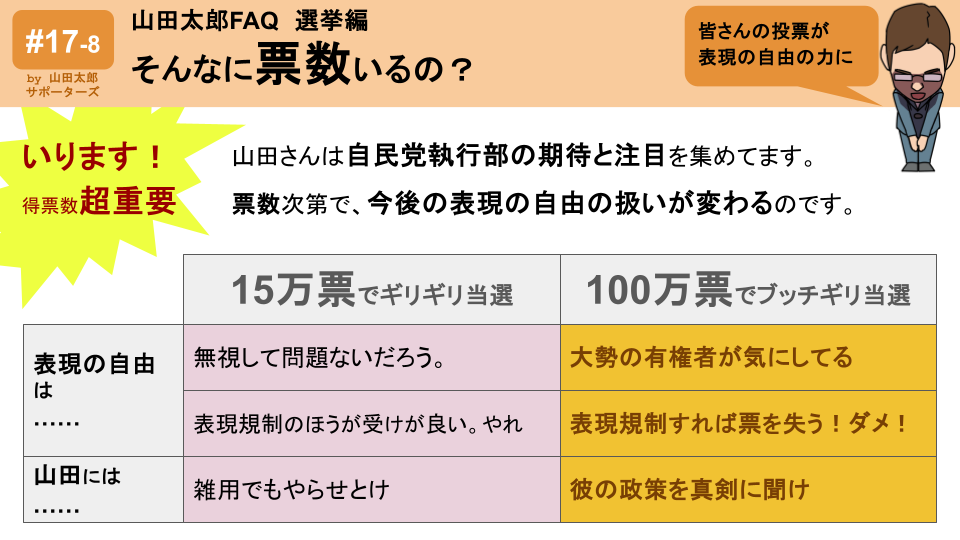 #17-8
by 山田太郎
サポーターズ
山田太郎FAQ 選挙編
そんなに票数いるの？
皆さんの投票が
表現の自由の力に
いります！
得票数超重要
山田さんは自民党執行部の期待と注目を集めてます。
票数次第で、今後の表現の自由の扱いが変わるのです。
15万票でギリギリ当選
100万票でブッチギリ当選
表現の自由
は
……
無視して問題ないだろう。
大勢の有権者が気にしてる
表現規制のほうが受けが良い。やれ
表現規制すれば票を失う！ダメ！
山田には
……
雑用でもやらせとけ
彼の政策を真剣に聞け